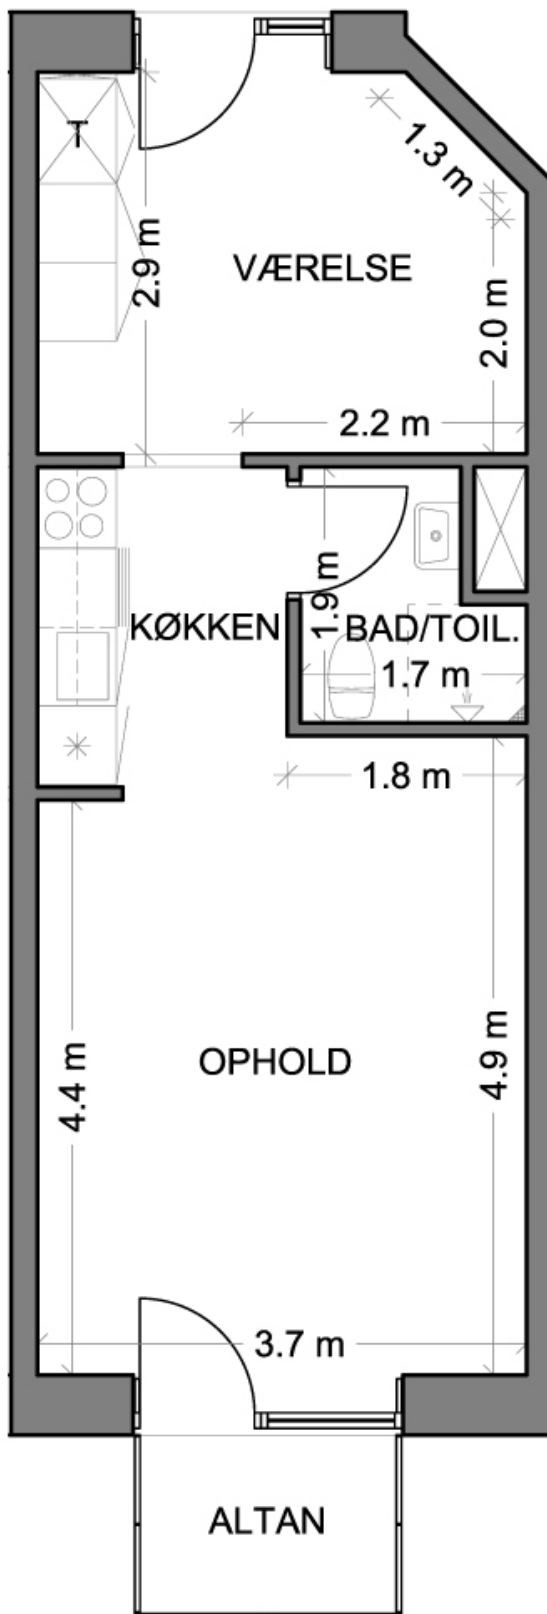 T
1.3 m
2.9 m
VÆRELSE
2.0 m
2.2 m
KØKKEN
1.9 m
BAD/TOIL.
1.7 m
1.8 m
4.4 m
OPHOLD
4.9 m
3.7 m
ALTAN